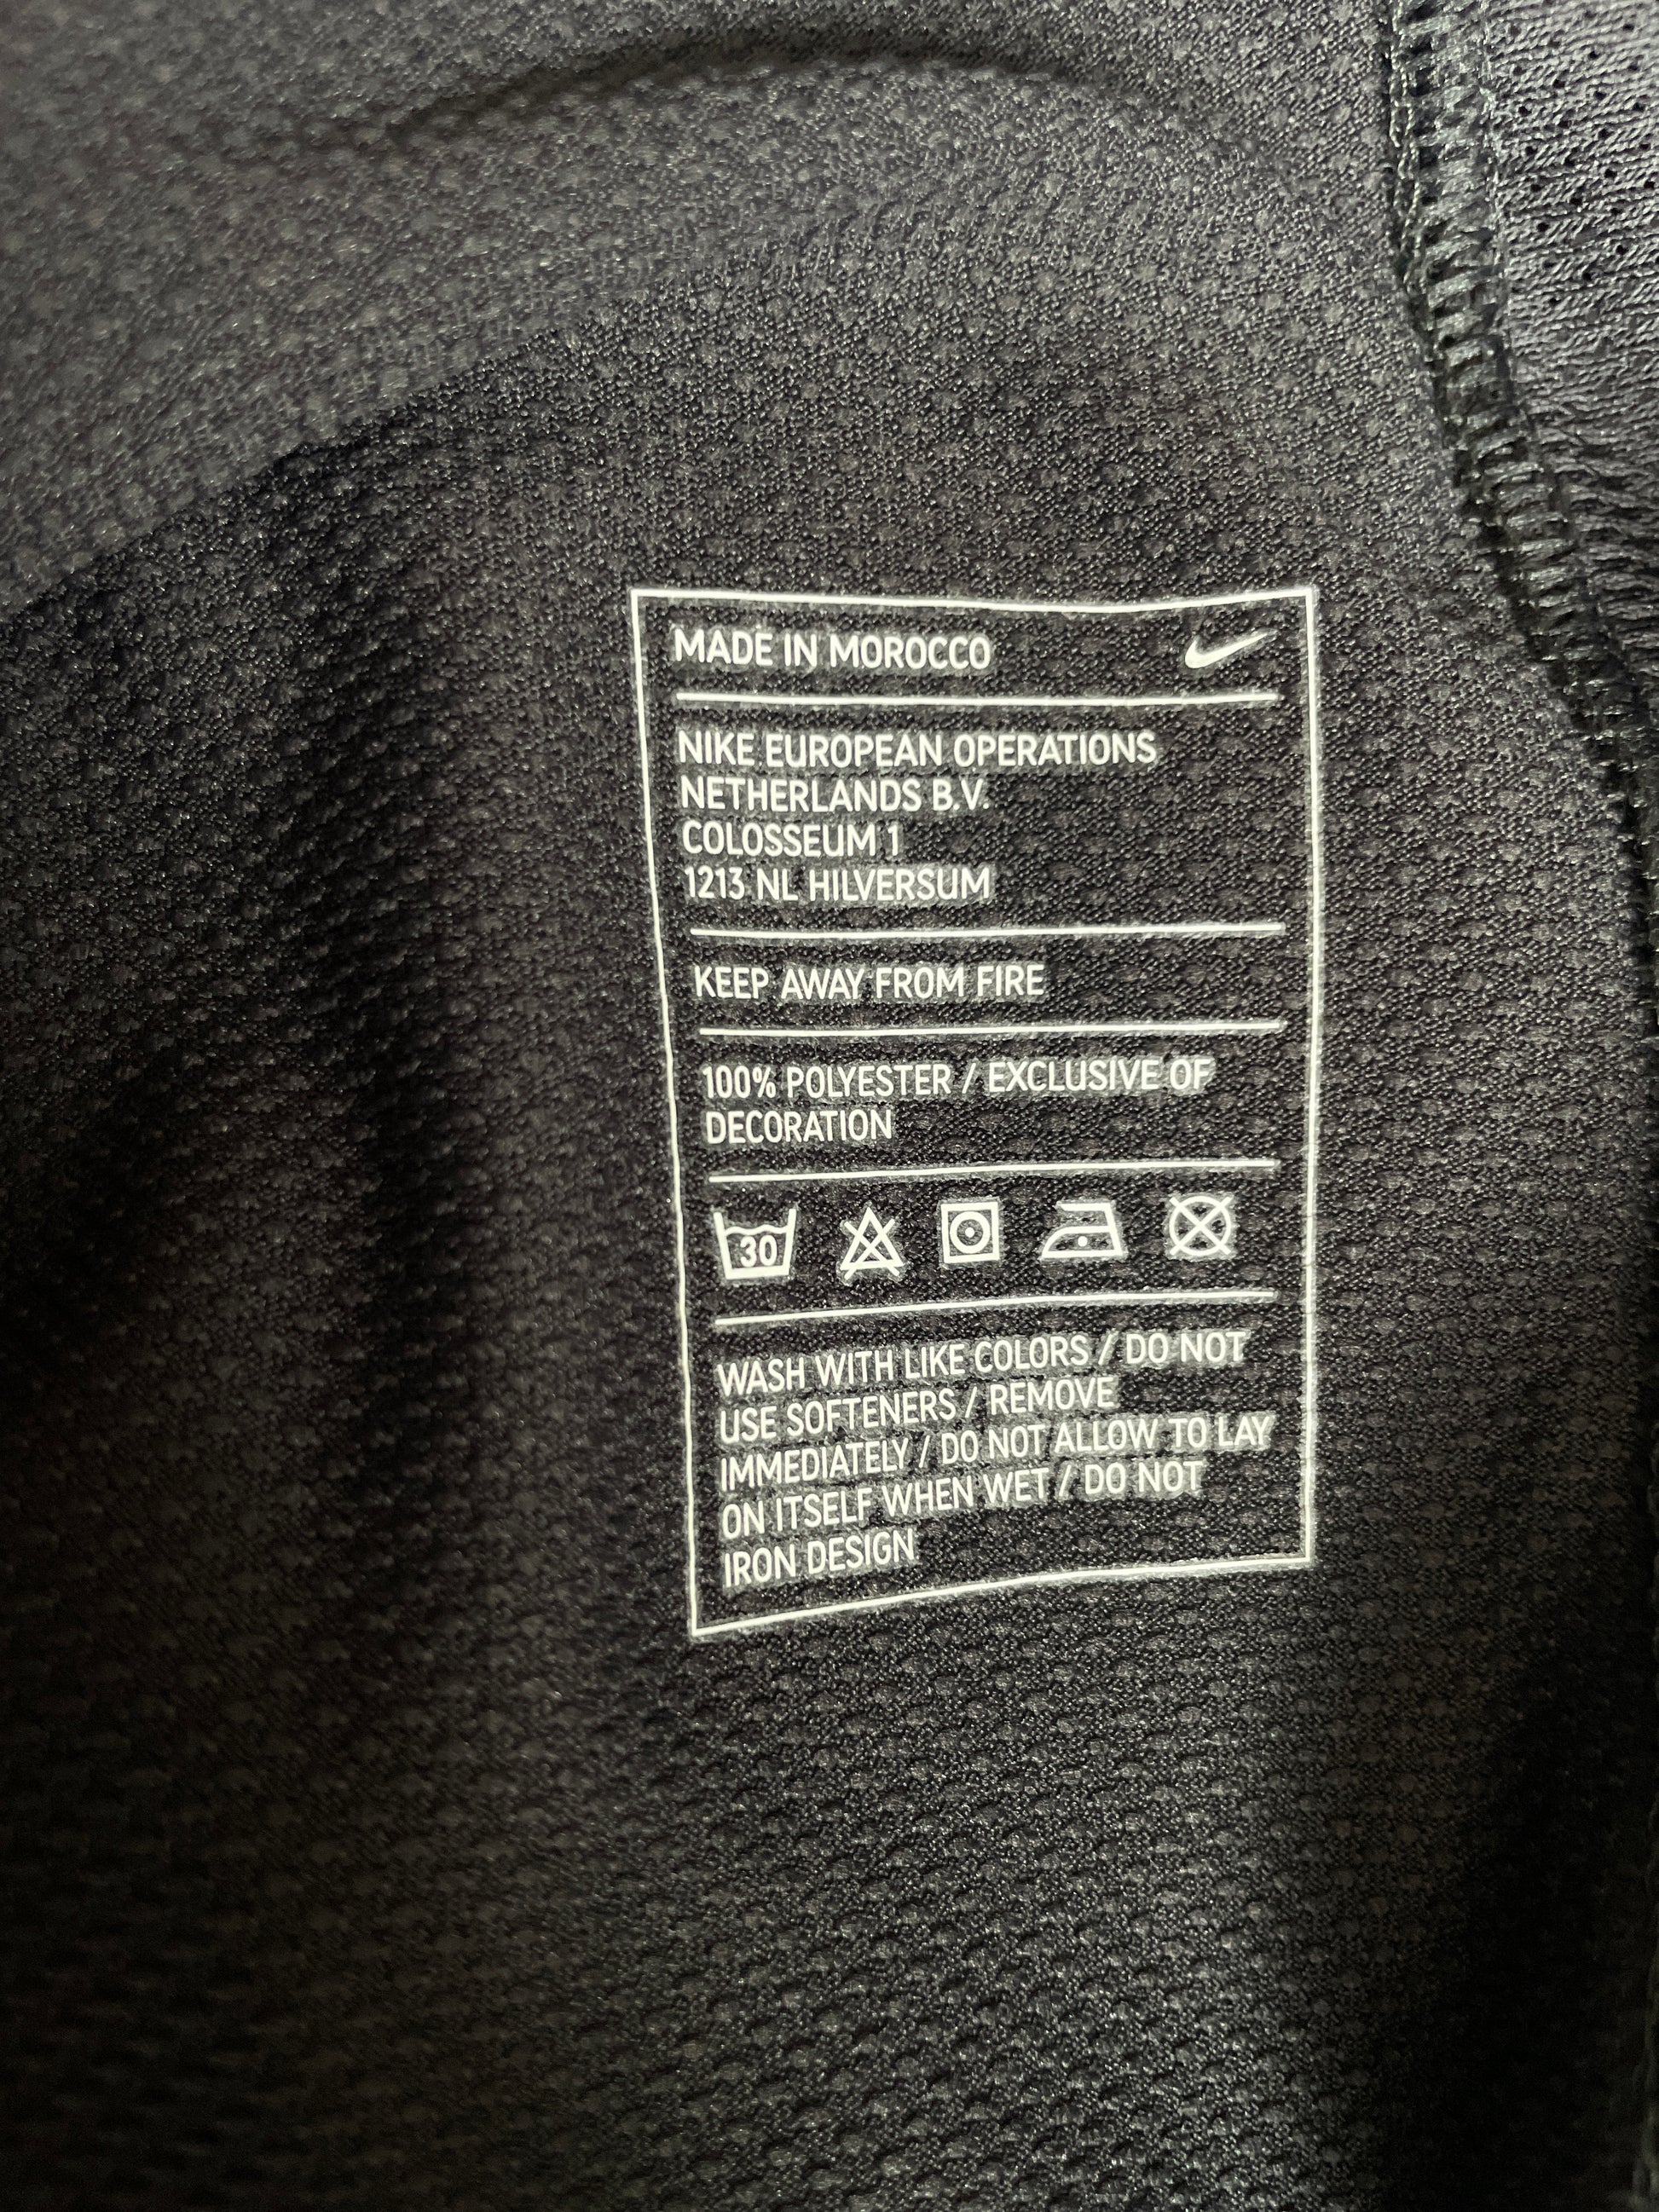 MADE IN MOROCCO
NIKE EUROPEAN OPERATIONS
NETHERLANDS B.V.
COLOSSEUM 1
1213 NL HILVERSUM
KEEP AWAY FROM FIRE
100% POLYESTER / EXCLUSIVE OF
DECORATION
30
WASH WITH LIKE COLORS / DO NOT
USE SOFTENERS / REMOVE
IMMEDIATELY / DO NOT ALLOW TO LAY
ON ITSELF WHEN WET / DO NOT
IRON DESIGN